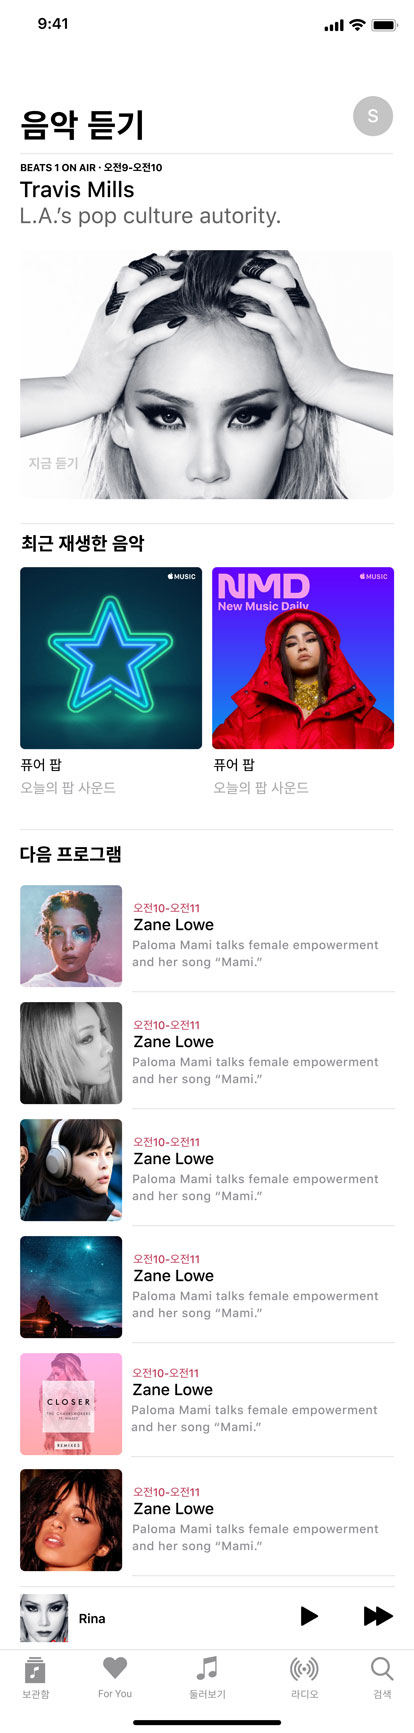 9:41
음악 듣기
S
BEATS 1 ON AIR · 오전9-오전10
Travis Mills
L.A.’s pop culture autority.
지금 듣기
최근 재생한 음악
MUSIC
MUSIC
NMD
New Music Daily
퓨어 팝
퓨어 팝
오늘의 팝 사운드
오늘의 팝 사운드
다음 프로그램
오전10-오전11
Zane Lowe
Paloma Mami talks female empowerment
and her song “Mami.”
오전10-오전11
Zane Lowe
Paloma Mami talks female empowerment
and her song “Mami.”
오전10-오전11
Zane Lowe
Paloma Mami talks female empowerment
and her song “Mami.”
오전10-오전11
Zane Lowe
Paloma Mami talks female empowerment
and her song “Mami.”
CLOSER
THE CHAINSMOKERS
FT. HALSEY
REMIXES
오전10-오전11
Zane Lowe
Paloma Mami talks female empowerment
and her song “Mami.”
오전10-오전11
Zane Lowe
Paloma Mami talks female empowerment
and her song “Mami.”
Rina
보관함
For You
둘러보기
라디오
검색